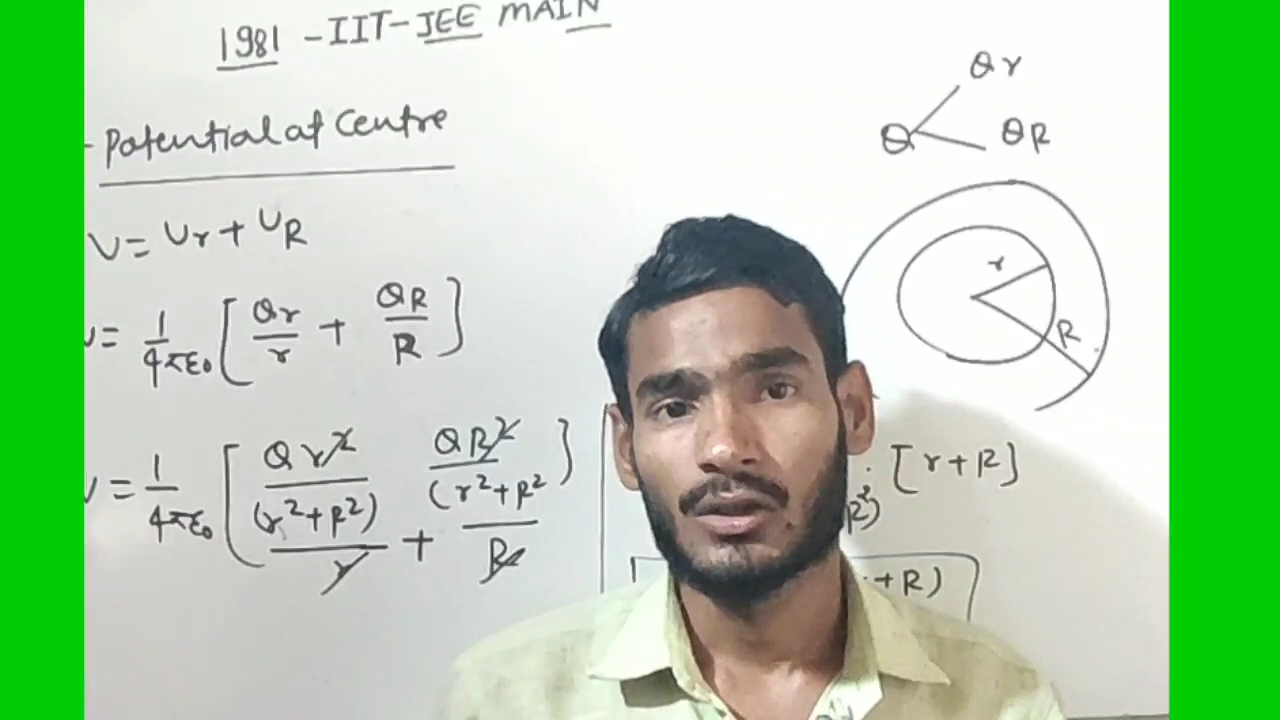 1981 - IIT-JEE MAIN
- Potential at Centre
V = Vr + VR
= 1/4πε0 [ Qr/r + QR/R ]
= 1/4πε0 [ Qr²/(r²+R²)/r + QR²/(r²+R²/R ]
Qr
Q
QR
r
R
[r+R]
R²)
+R)